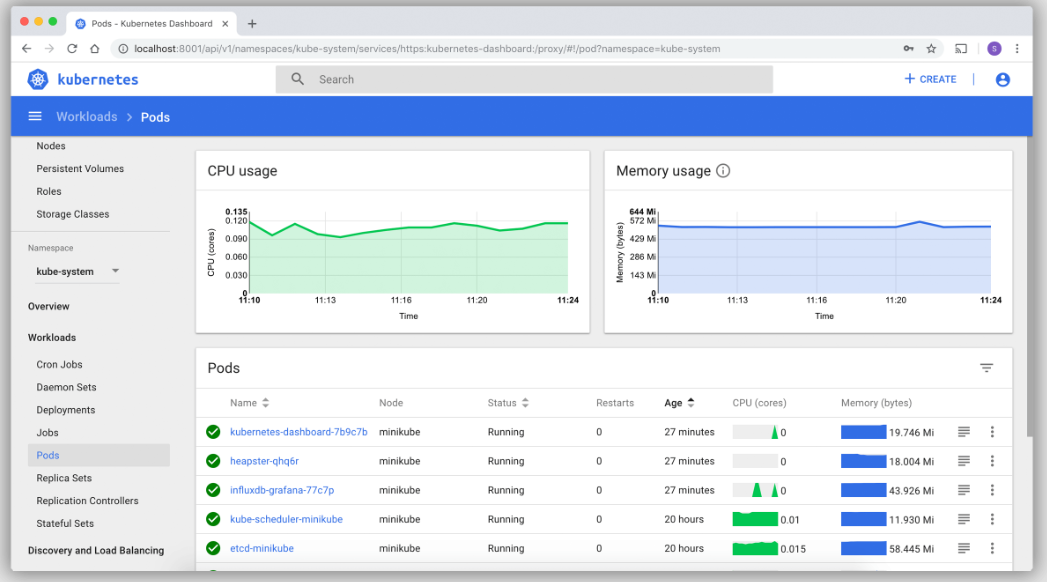 Pods - Kubernetes Dashboard
localhost:8001/api/v1/namespaces/kube-system/services/https:kubernetes-dashboard:/proxy/#!/pod?namespace=kube-system
S
kubernetes
Search
+ CREATE
Workloads > Pods
Nodes
Persistent Volumes
Roles
Storage Classes
Namespace
kube-system
Overview
Workloads
Cron Jobs
Daemon Sets
Deployments
Jobs
Pods
Replica Sets
Replication Controllers
Stateful Sets
Discovery and Load Balancing
CPU usage
CPU (cores)
0.135
0.120
0.090
0.060
0.030
0
11:10 11:13 11:16 11:20 11:24
Time
Memory usage
Memory (bytes)
644 Mi
572 Mi
429 Mi
286 Mi
143 Mi
0
11:10 11:13 11:16 11:20 11:24
Time
Pods
Name Node Status Restarts Age CPU (cores) Memory (bytes)
kubernetes-dashboard-7b9c7b minikube Running 0 27 minutes 0 19.746 Mi
heapster-qhq6r minikube Running 0 27 minutes 0 18.004 Mi
influxdb-grafana-77c7p minikube Running 0 27 minutes 0 43.926 Mi
kube-scheduler-minikube minikube Running 0 20 hours 0.01 11.930 Mi
etcd-minikube minikube Running 0 20 hours 0.015 58.445 Mi